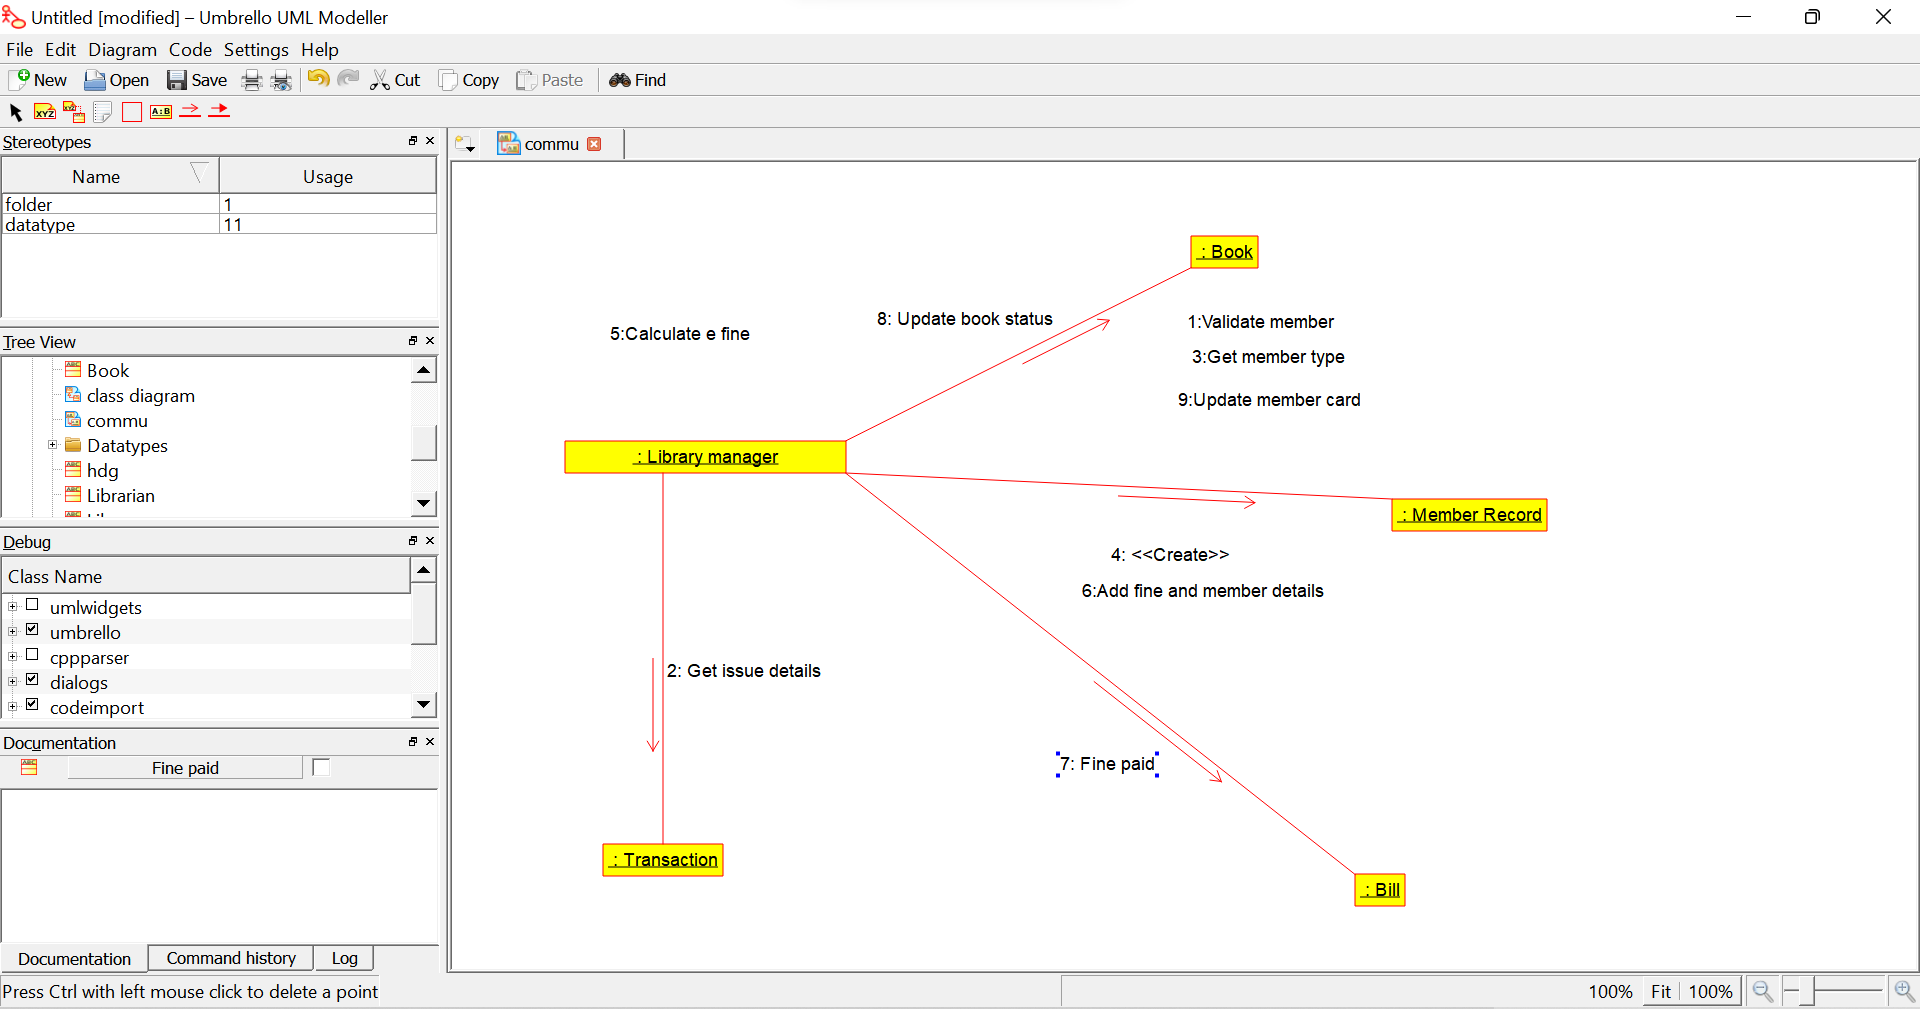 Untitled [modified] – Umbrello UML Modeller
File Edit Diagram Code Settings Help
New Open Save Cut Copy Paste Find
XYZ XYZ A:B
Stereotypes
Name Usage
folder 1
datatype 11
Tree View
Book
class diagram
commu
Datatypes
hdg
Librarian
Debug
Class Name
umlwidgets
umbrello
cppparser
dialogs
codeimport
Documentation
Fine paid
Documentation Command history Log
Press Ctrl with left mouse click to delete a point
commu
: Book
5:Calculate e fine
8: Update book status
1:Validate member
3:Get member type
9:Update member card
: Library manager
: Member Record
4: <<Create>>
6:Add fine and member details
2: Get issue details
7: Fine paid
: Transaction
: Bill
100% Fit 100%